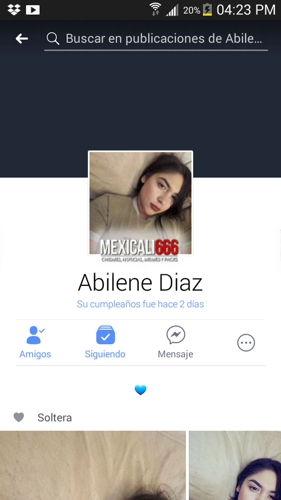 20% 04:23 PM
Buscar en publicaciones de Abile...
MEXICALI666
CHISMES, NOTICIAS, MEMES Y PACKS.
Abilene Diaz
Su cumpleaños fue hace 2 días
Amigos Siguiendo Mensaje
Soltera